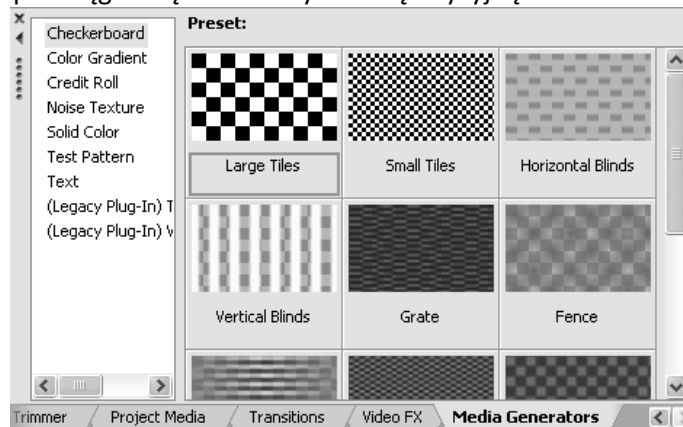 Preset:
Checkerboard
Color Gradient
Credit Roll
Noise Texture
Solid Color
Test Pattern
Text
(Legacy Plug-In) T
(Legacy Plug-In)
Large Tiles
Small Tiles
Horizontal Blinds
Vertical Blinds
Grate
Fence
Trimmer
Project Media
Transitions
Video FX
Media Generators